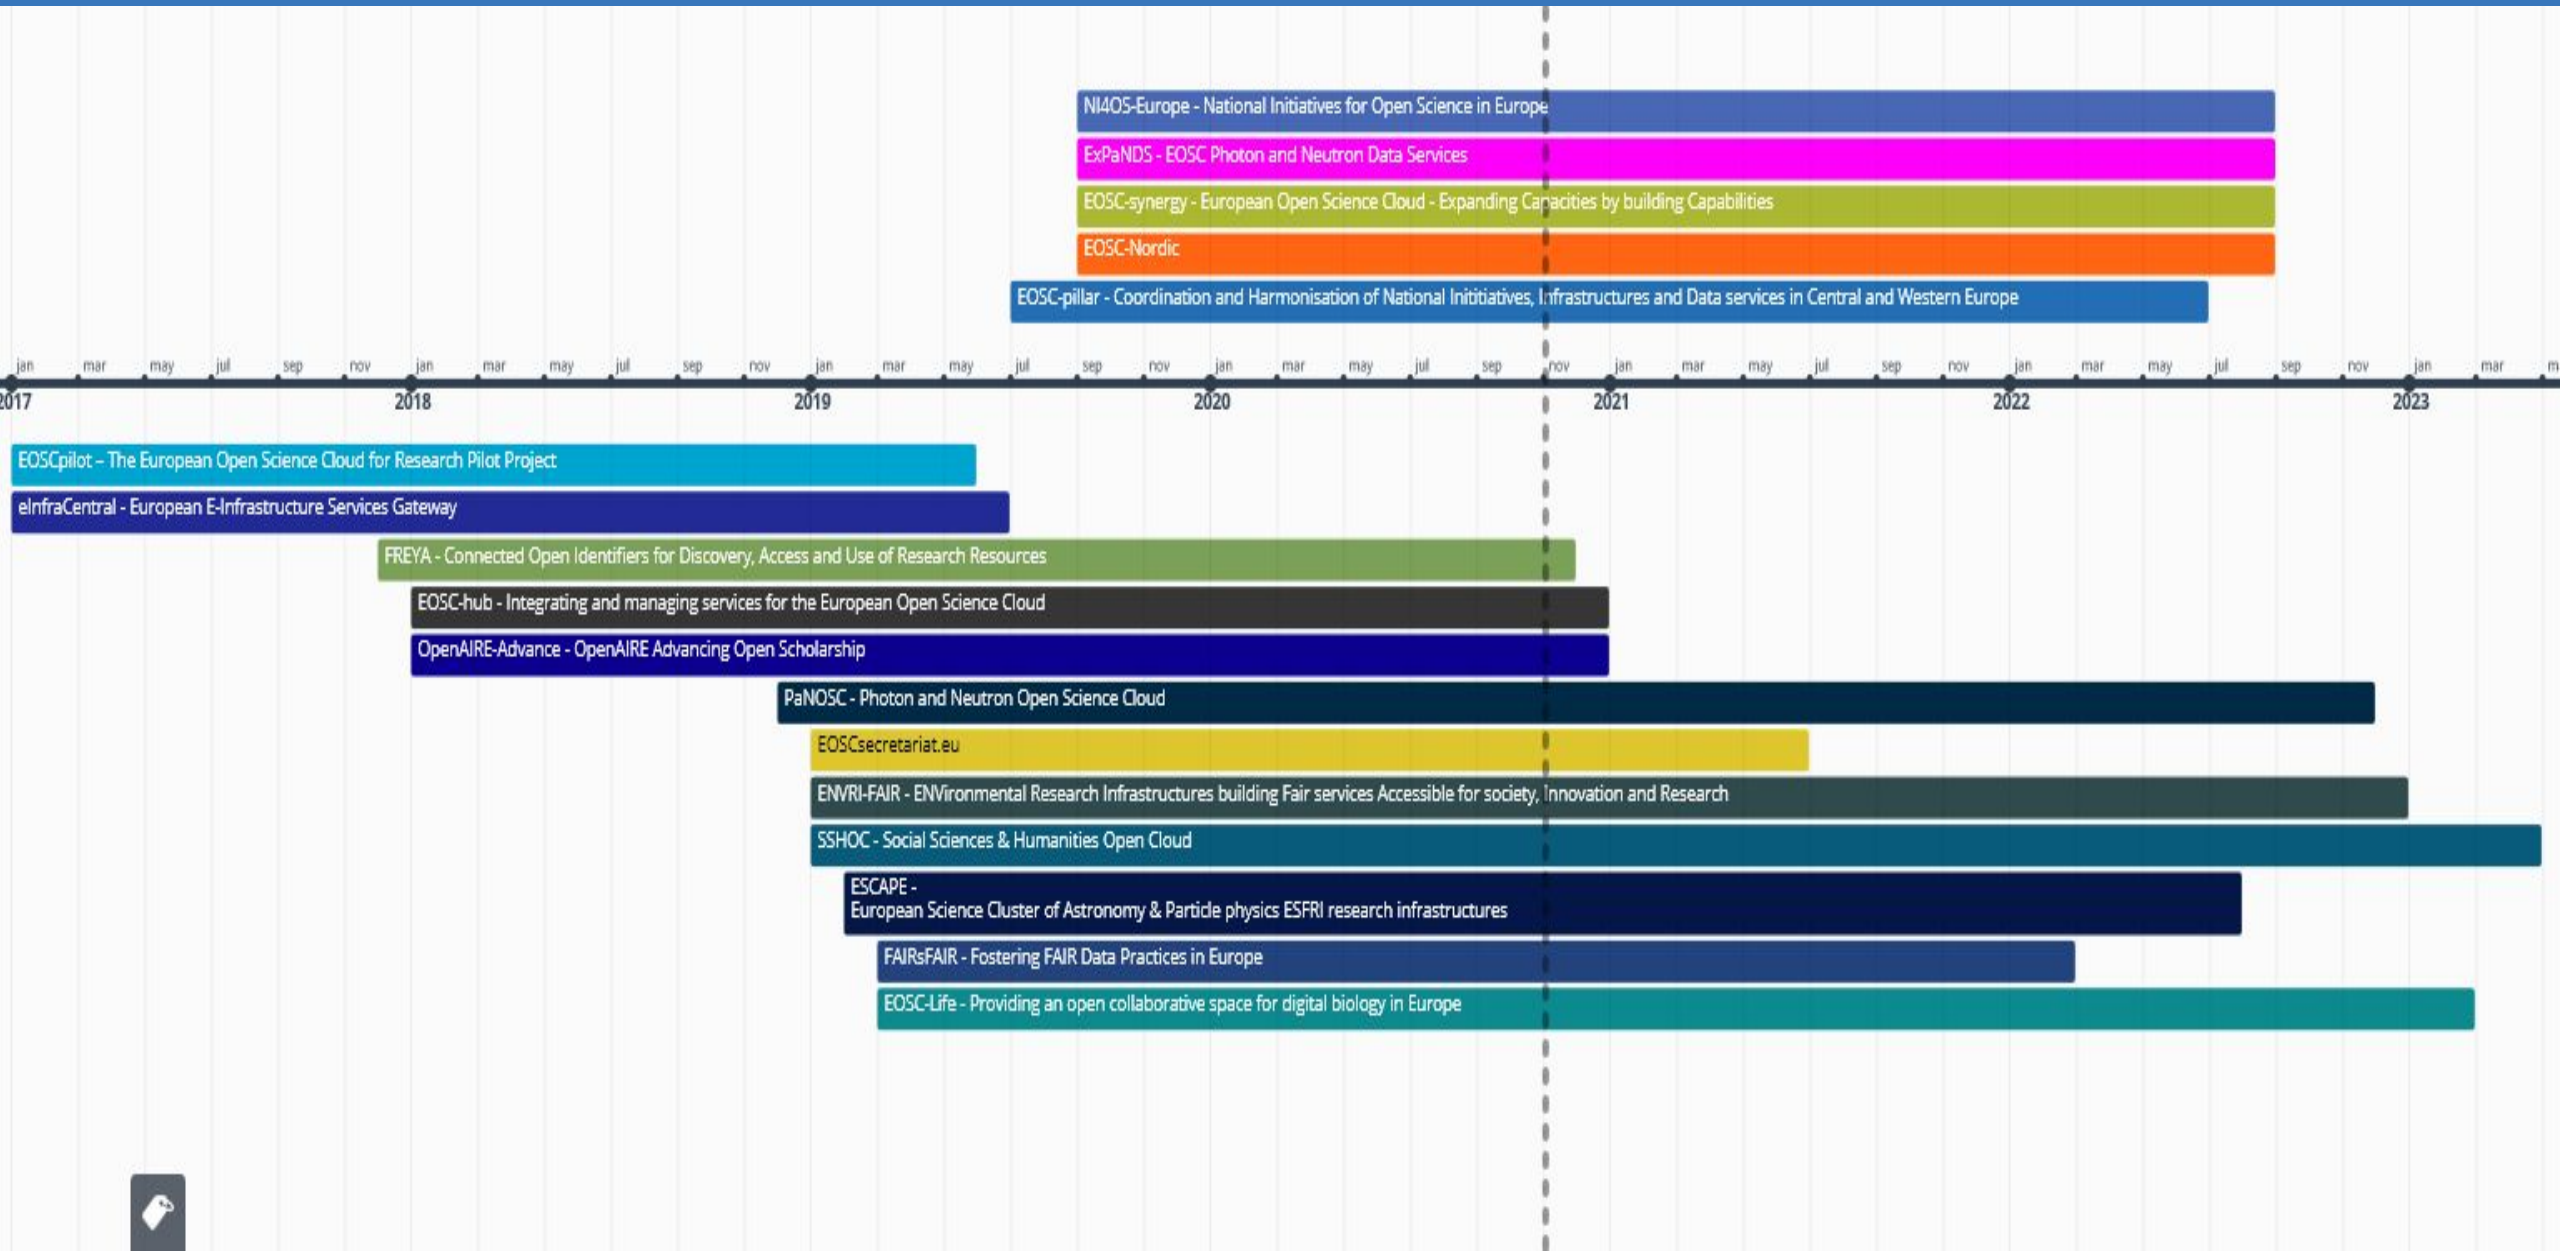 NI4OS-Europe - National Initiatives for Open Science in Europe
ExPaNDS - EOSC Photon and Neutron Data Services
EOSC-synergy - European Open Science Cloud - Expanding Capacities by building Capabilities
EOSC-Nordic
EOSC-pillar - Coordination and Harmonisation of National Inititiatives, Infrastructures and Data services in Central and Western Europe
jan mar may jul sep nov jan mar may jul sep nov jan mar may jul sep nov jan mar may jul sep nov jan mar may jul sep nov jan mar may jul sep nov jan mar m
2017 2018 2019 2020 2021 2022 2023
EOSCpilot – The European Open Science Cloud for Research Pilot Project
eInfraCentral - European E-Infrastructure Services Gateway
FREYA - Connected Open Identifiers for Discovery, Access and Use of Research Resources
EOSC-hub - Integrating and managing services for the European Open Science Cloud
OpenAIRE-Advance - OpenAIRE Advancing Open Scholarship
PaNOSC - Photon and Neutron Open Science Cloud
EOSCsecretariat.eu
ENVRI-FAIR - ENVironmental Research Infrastructures building Fair services Accessible for society, Innovation and Research
SSHOC - Social Sciences & Humanities Open Cloud
ESCAPE -
European Science Cluster of Astronomy & Particle physics ESFRI research infrastructures
FAIRsFAIR - Fostering FAIR Data Practices in Europe
EOSC-Life - Providing an open collaborative space for digital biology in Europe